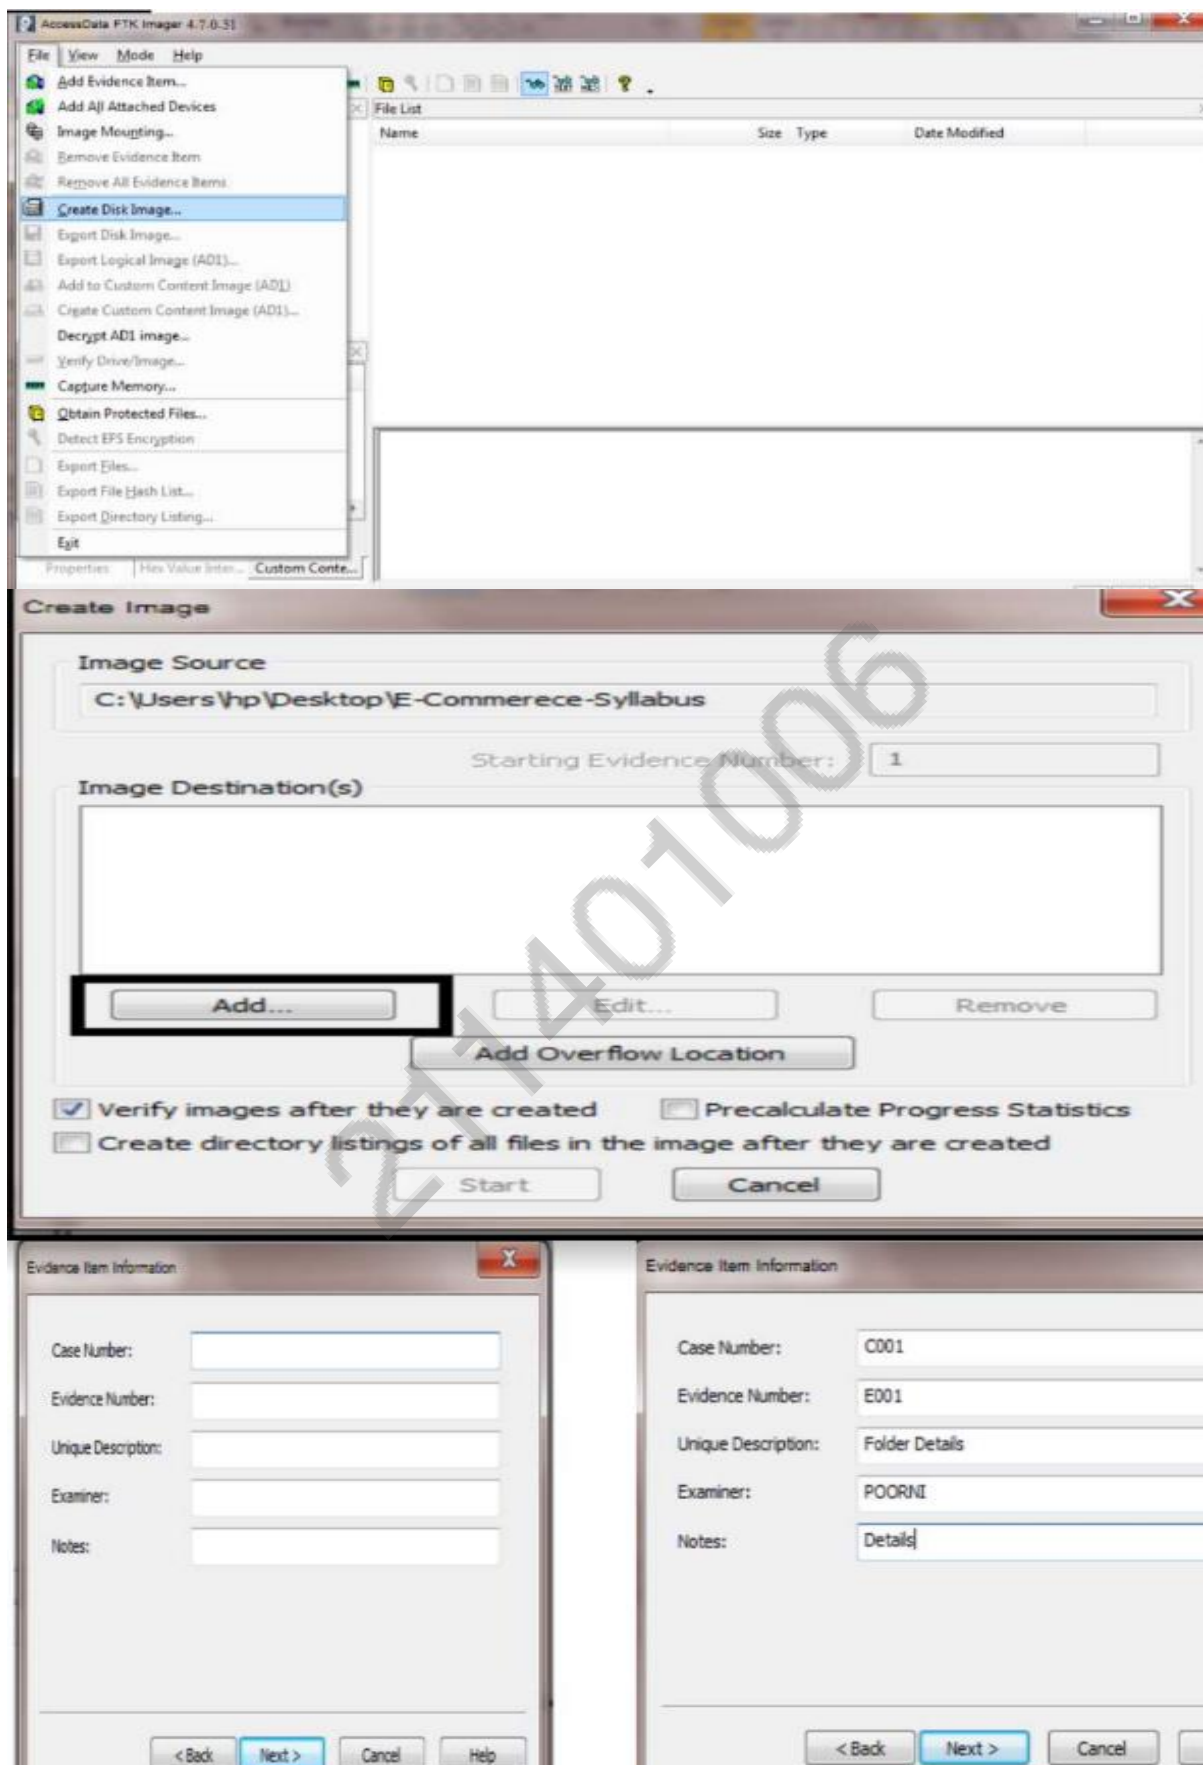 AccessData FTK Imager 4.7.0.31
File View Mode Help
Add Evidence Item...
Add All Attached Devices
File List
Image Mounting...
Name Size Type Date Modified
Remove Evidence Item
Remove All Evidence Items
Create Disk Image...
Export Disk Image...
Export Logical Image (AD1)...
Add to Custom Content Image (AD1)
Create Custom Content Image (AD1)...
Decrypt AD1 image...
Verify Drive/Image...
Capture Memory...
Obtain Protected Files...
Detect EFS Encryption
Export Files...
Export File Hash List...
Export Directory Listing...
Exit
Properties Hex Value Inter... Custom Conte...
Create Image
Image Source
C:\Users\hp\Desktop\E-Commerece-Syllabus
Starting Evidence Number: 1
Image Destination(s)
Add... Edit... Remove
Add Overflow Location
Verify images after they are created Precalculate Progress Statistics
Create directory listings of all files in the image after they are created
Start Cancel
211401006
Evidence Item Information
Case Number:
Evidence Number:
Unique Description:
Examiner:
Notes:
< Back Next > Cancel Help
Evidence Item Information
Case Number: C001
Evidence Number: E001
Unique Description: Folder Details
Examiner: POORNI
Notes: Details
< Back Next > Cancel